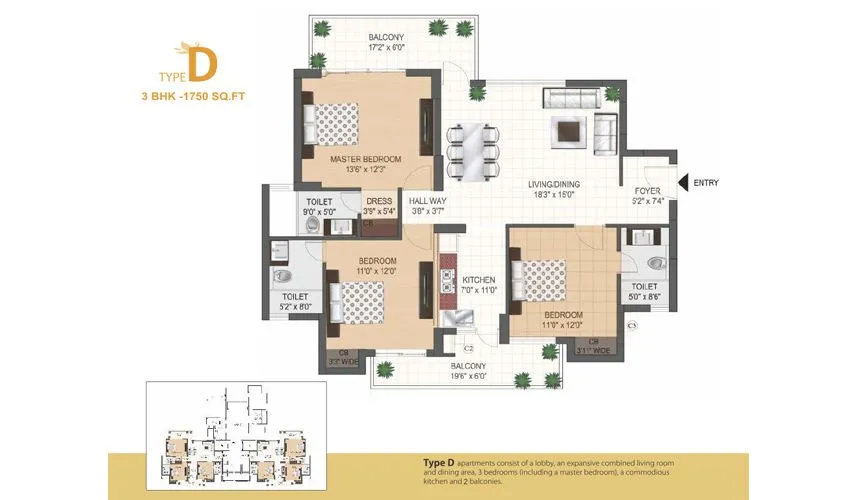 TYPE D
3 BHK -1750 SQ.FT
BALCONY
17'2" x 6'0"
MASTER BEDROOM
13'6" x 12'3"
LIVING/DINING
18'3" x 15'0"
FOYER
5'2" x 7'4"
ENTRY
TOILET
9'0" x 5'0"
DRESS
3'9" x 5'4"
CB
HALL WAY
3'8" x 3'7"
BEDROOM
11'0" x 12'0"
TOILET
5'2" x 8'0"
KITCHEN
7'0" x 11'0"
BEDROOM
11'0" x 12'0"
TOILET
5'0" x 8'6"
CB
3'3" WIDE
C2
CB
WIDE
C3
BALCONY
19'6" x 6'0"
Type D apartments consist of a lobby, an expansive combined living room
and dining area, 3 bedrooms (including a master bedroom), a commodious
kitchen and 2 balconies.